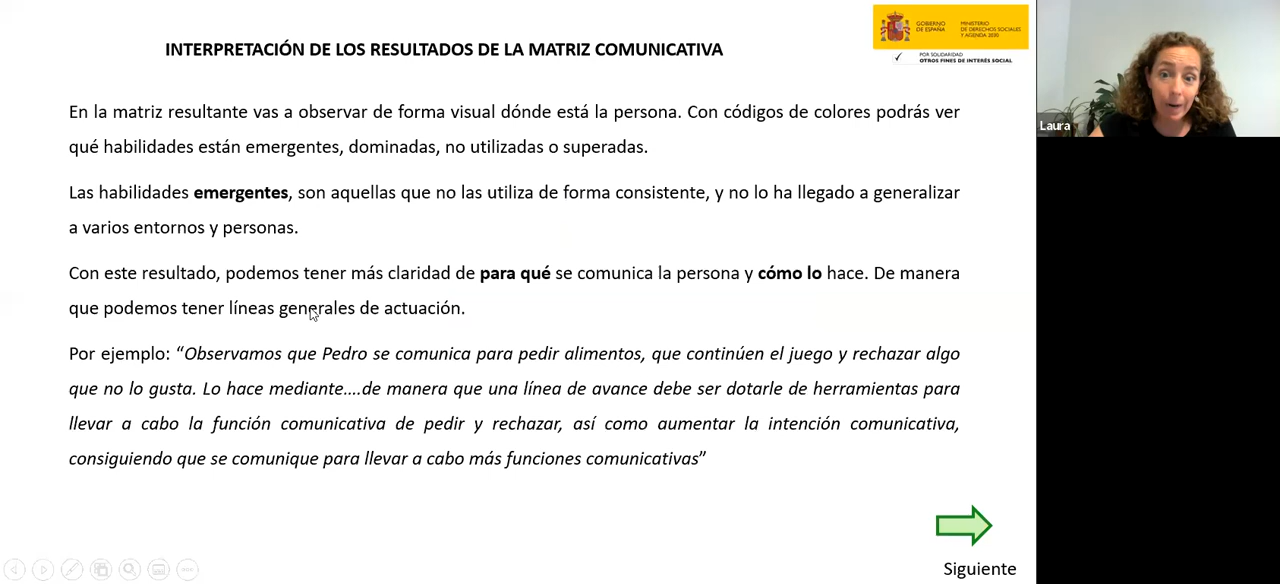 INTERPRETACIÓN DE LOS RESULTADOS DE LA MATRIZ COMUNICATIVA
GOBIERNO
DE ESPAÑA
MINISTERIO
DE DERECHOS SOCIALES
Y AGENDA 2030
POR SOLIDARIDAD
OTROS FINES DE INTERÉS SOCIAL
Laura
En la matriz resultante vas a observar de forma visual dónde está la persona. Con códigos de colores podrás ver
qué habilidades están emergentes, dominadas, no utilizadas o superadas.
Las habilidades emergentes, son aquellas que no las utiliza de forma consistente, y no lo ha llegado a generalizar
a varios entornos y personas.
Con este resultado, podemos tener más claridad de para qué se comunica la persona y cómo lo hace. De manera
que podemos tener líneas generales de actuación.
Por ejemplo: “Observamos que Pedro se comunica para pedir alimentos, que continúen el juego y rechazar algo
que no lo gusta. Lo hace mediante....de manera que una línea de avance debe ser dotarle de herramientas para
llevar a cabo la función comunicativa de pedir y rechazar, así como aumentar la intención comunicativa,
consiguiendo que se comunique para llevar a cabo más funciones comunicativas”
Siguiente